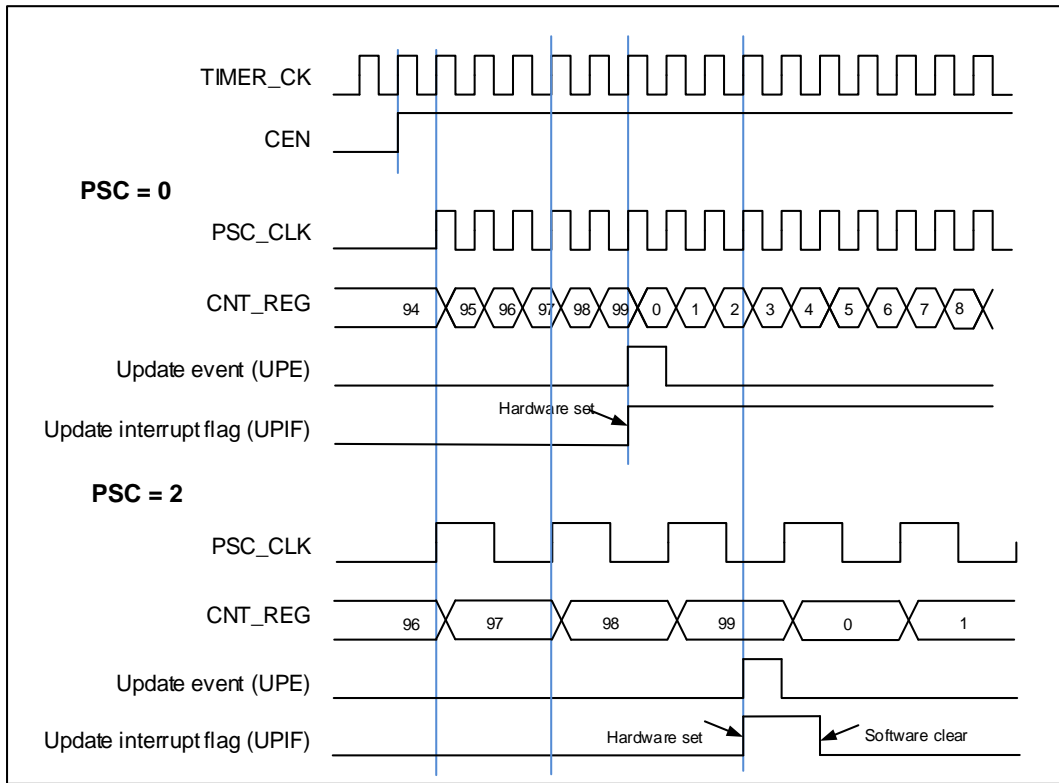 TIMER_CK
CEN
PSC = 0
PSC_CLK
CNT_REG 94 95 96 97 98 99 0 1 2 3 4 5 6 7 8
Update event (UPE)
Hardware set
Update interrupt flag (UPIF)
PSC = 2
PSC_CLK
CNT_REG 96 97 98 99 0 1
Update event (UPE)
Update interrupt flag (UPIF) Hardware set Software clear